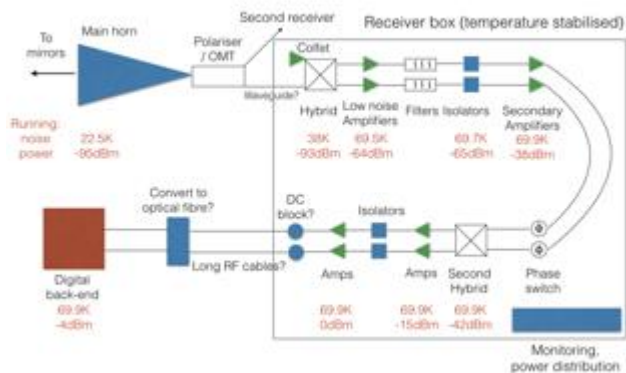 Second receiver
Receiver box (temperature stabilised)
To
mirrors
Main horn
Polariser
/ OMT
Collet
Waveguide?
Hybrid
Low noise
Amplifiers
Filters
Isolators
Secondary
Amplifiers
Running:
noise
power
22.5K
-95dBm
38K
-93dBm
69.5K
-64dBm
69.7K
-65dBm
69.9K
-38dBm
Convert to
optical fibre?
DC
block?
Isolators
Long RF cables?
Digital
back-end
Amps
Amps
Second
Hybrid
Phase
switch
69.9K
-4dBm
69.9K
0dBm
69.9K
-15dBm
69.9K
-42dBm
Monitoring,
power distribution